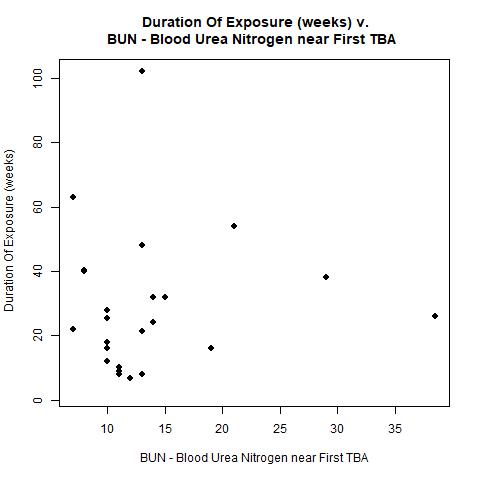 Duration Of Exposure (weeks) v.
BUN - Blood Urea Nitrogen near First TBA
Duration Of Exposure (weeks)
100
80
60
40
20
0
10 15 20 25 30 35
BUN - Blood Urea Nitrogen near First TBA